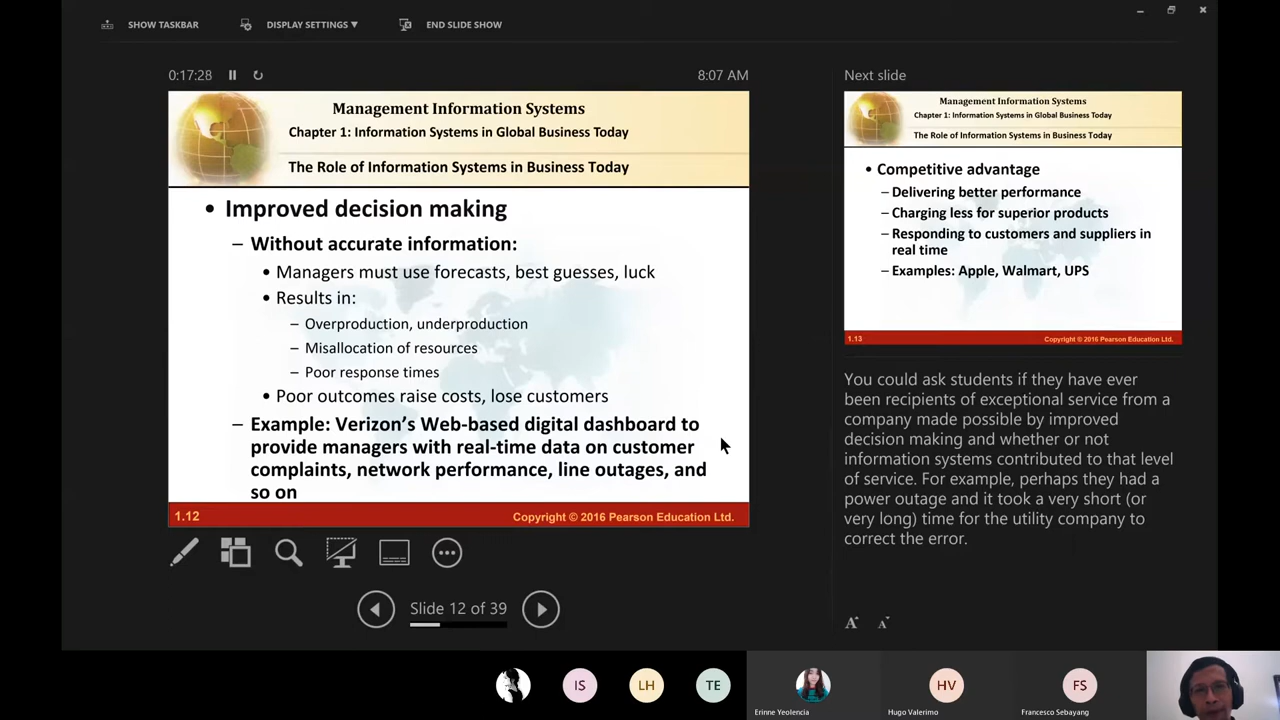 SHOW TASKBAR
DISPLAY SETTINGS ▼
END SLIDE SHOW
0:17:28
8:07 AM
Management Information Systems
Chapter 1: Information Systems in Global Business Today
The Role of Information Systems in Business Today
• Improved decision making
– Without accurate information:
• Managers must use forecasts, best guesses, luck
• Results in:
– Overproduction, underproduction
– Misallocation of resources
– Poor response times
• Poor outcomes raise costs, lose customers
– Example: Verizon’s Web-based digital dashboard to
provide managers with real-time data on customer
complaints, network performance, line outages, and
so on
1.12
Copyright © 2016 Pearson Education Ltd.
Slide 12 of 39
Next slide
Management Information Systems
Chapter 1: Information Systems in Global Business Today
The Role of Information Systems in Business Today
• Competitive advantage
– Delivering better performance
– Charging less for superior products
– Responding to customers and suppliers in
real time
– Examples: Apple, Walmart, UPS
1.13
Copyright © 2016 Pearson Education Ltd.
You could ask students if they have ever
been recipients of exceptional service from a
company made possible by improved
decision making and whether or not
information systems contributed to that level
of service. For example, perhaps they had a
power outage and it took a very short (or
very long) time for the utility company to
correct the error.
A
A
IS
LH
TE
Erinne Yeolencia
HV
Hugo Valerimo
FS
Francesco Sebayang